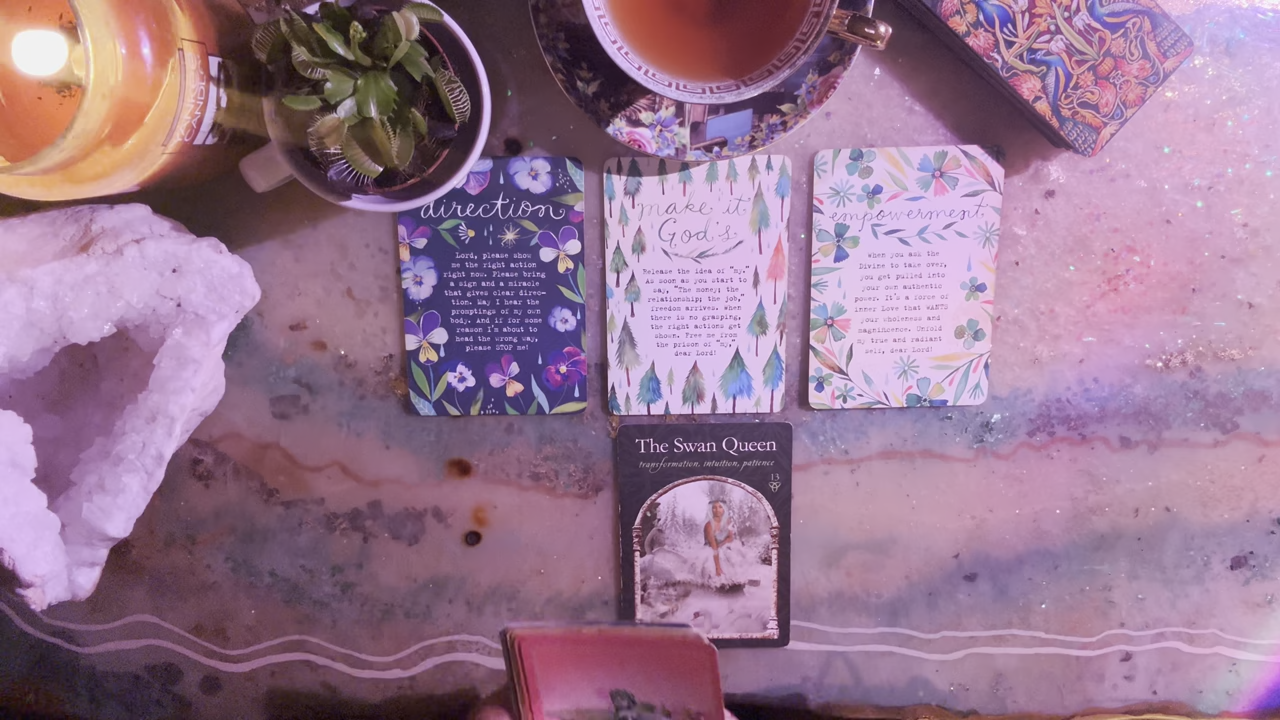 CANDLE
direction
Lord, please show
me the right action
right now. Please bring
a sign and a miracle
that gives clear direc-
tion. May I hear the
promptings of my own
body. And if for some
reason I'm about to
head the wrong way,
please STOP me!
make it
God's
Release the idea of "my."
As soon as you start to
say, "The money; the
relationship; the job,"
freedom arrives. When
there is no grasping,
the right actions get
shown. Free me from
the prison of "my,"
dear Lord!
empowerment
When you ask the
Divine to take over,
you get pulled into
your own authentic
power. It's a force of
inner Love that WANTS
your wholeness and
magnificence. Unfold
my true and radiant
self, dear Lord!
The Swan Queen
transformation, intuition, patience
13